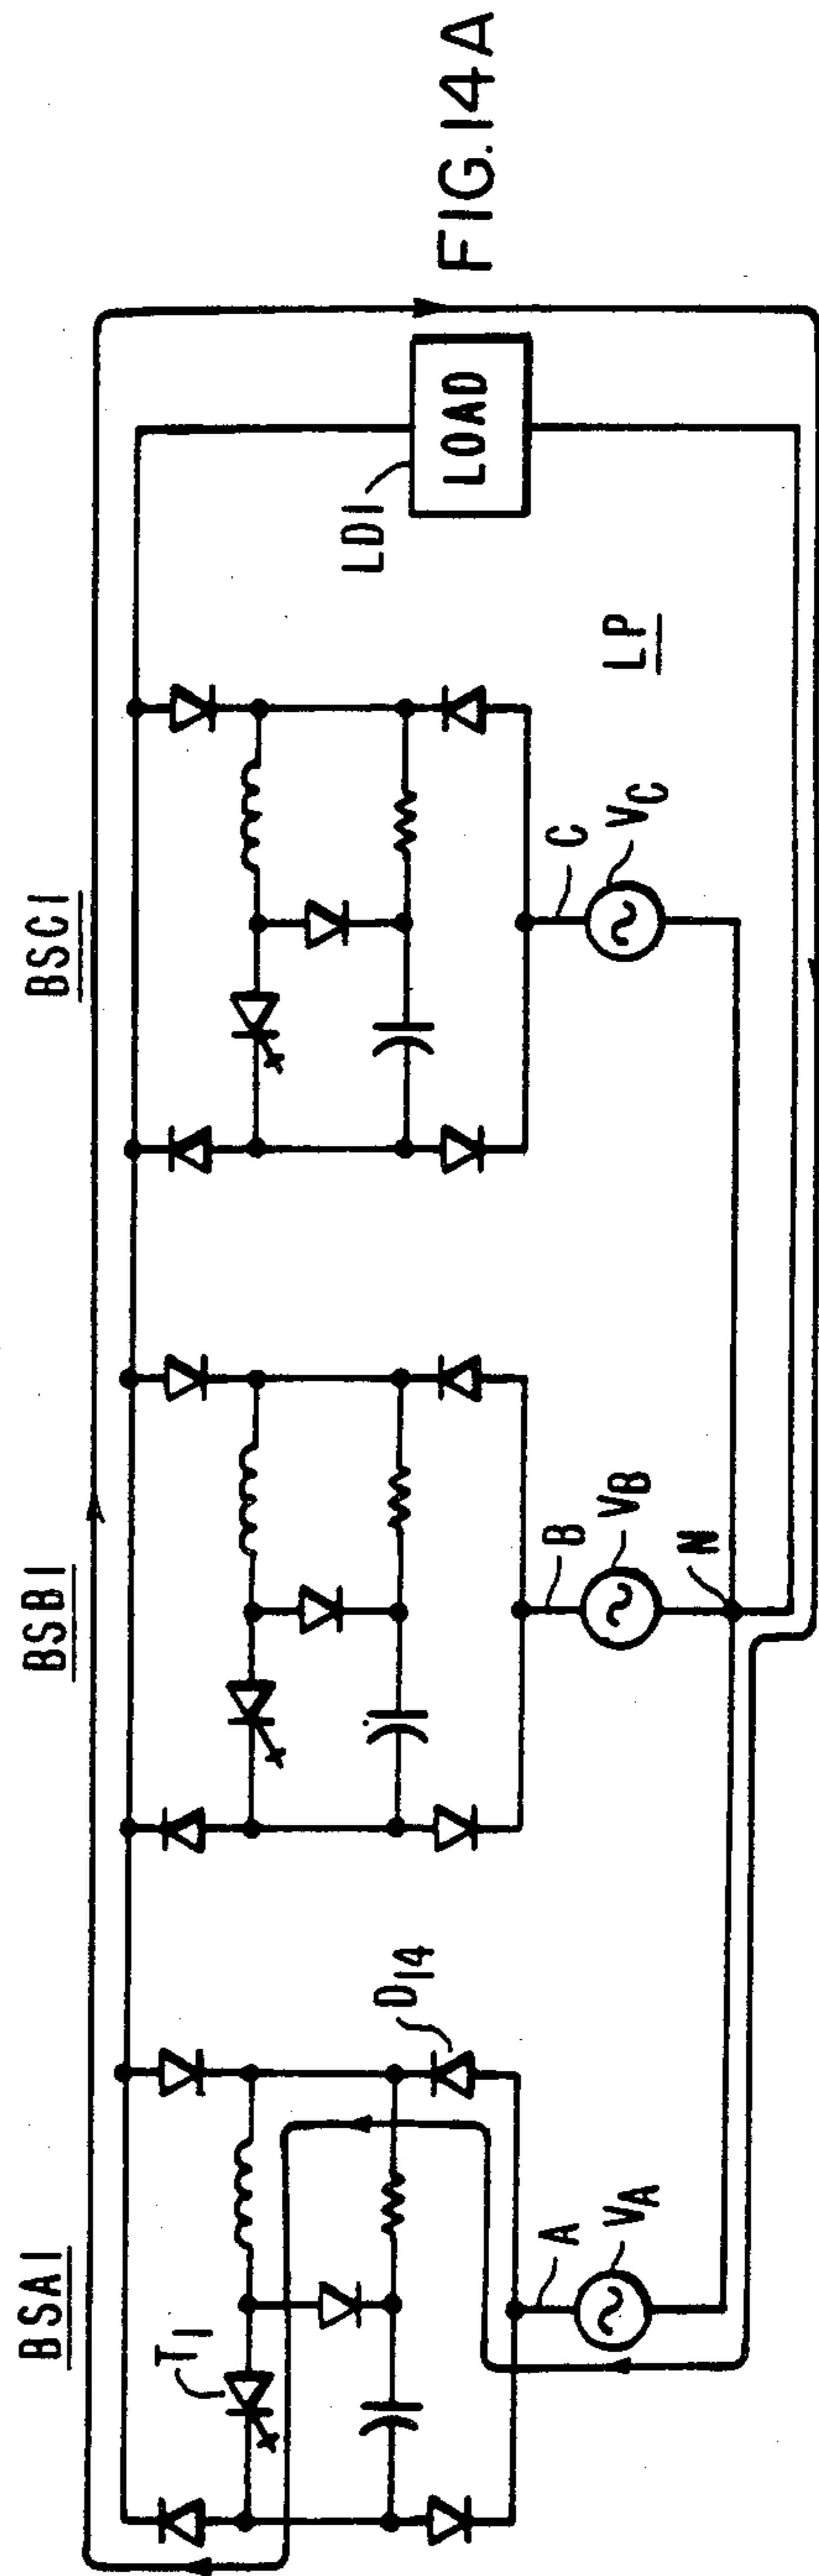 BSA1
BSB1
BSC1
T1
D14
A
VA
B
VB
N
C
VC
LP
LD1
LOAD
FIG. 14A